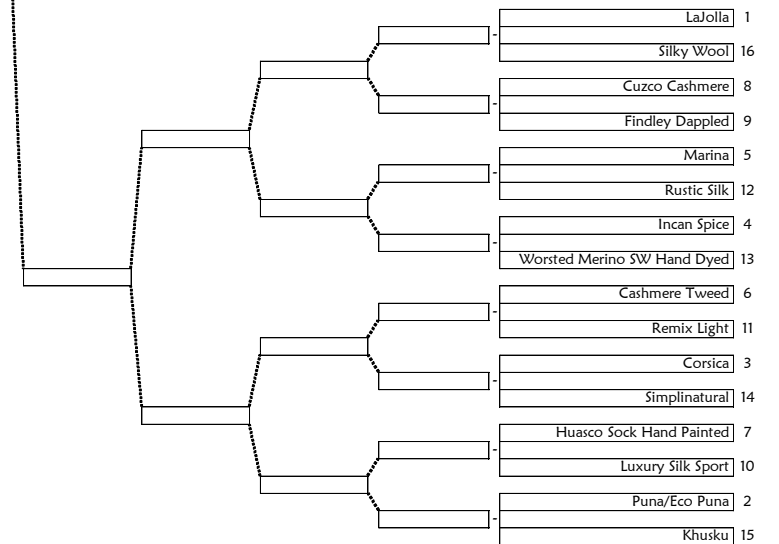 LaJolla 1
-
Silky Wool 16
Cuzco Cashmere 8
-
Findley Dappled 9
Marina 5
-
Rustic Silk 12
Incan Spice 4
-
Worsted Merino SW Hand Dyed 13
Cashmere Tweed 6
-
Remix Light 11
Corsica 3
-
Simplinatural 14
Huasco Sock Hand Painted 7
-
Luxury Silk Sport 10
Puna/Eco Puna 2
-
Khusku 15